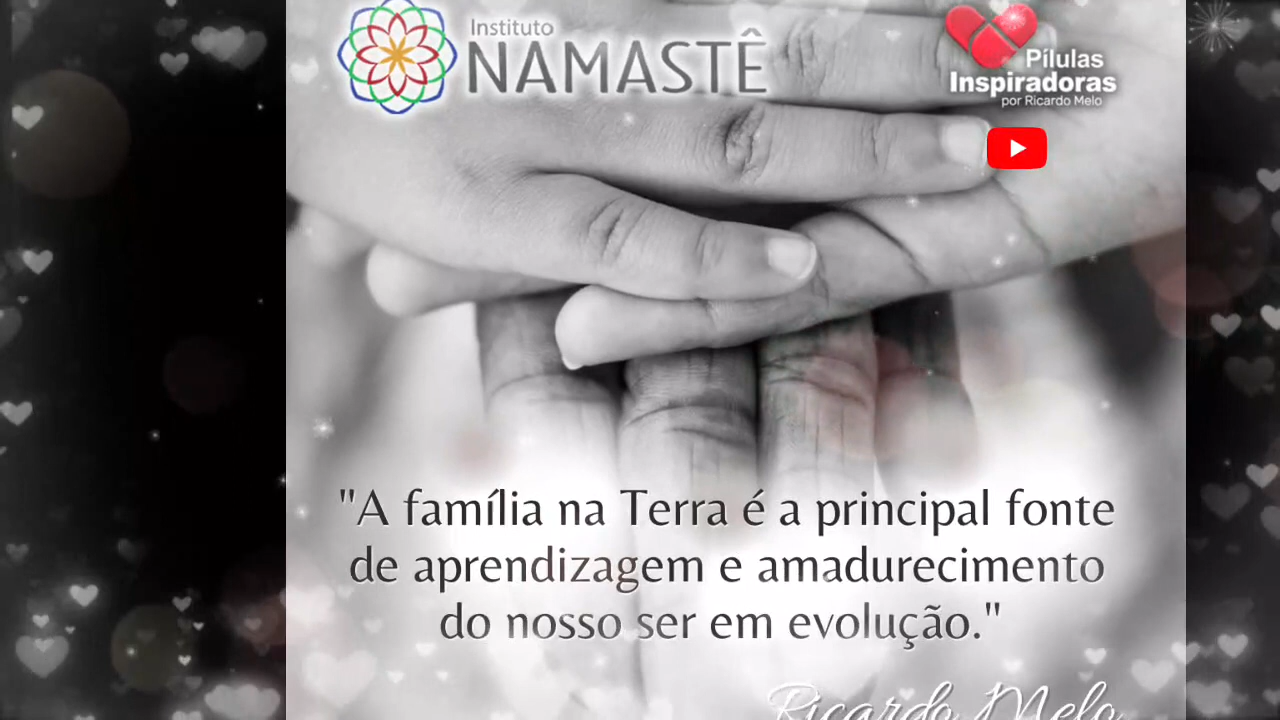 Instituto
NAMASTÊ
Pílulas
Inspiradoras
por Ricardo Melo
"A família na Terra é a principal fonte
de aprendizagem e amadurecimento
do nosso ser em evolução."
Ricardo Melo